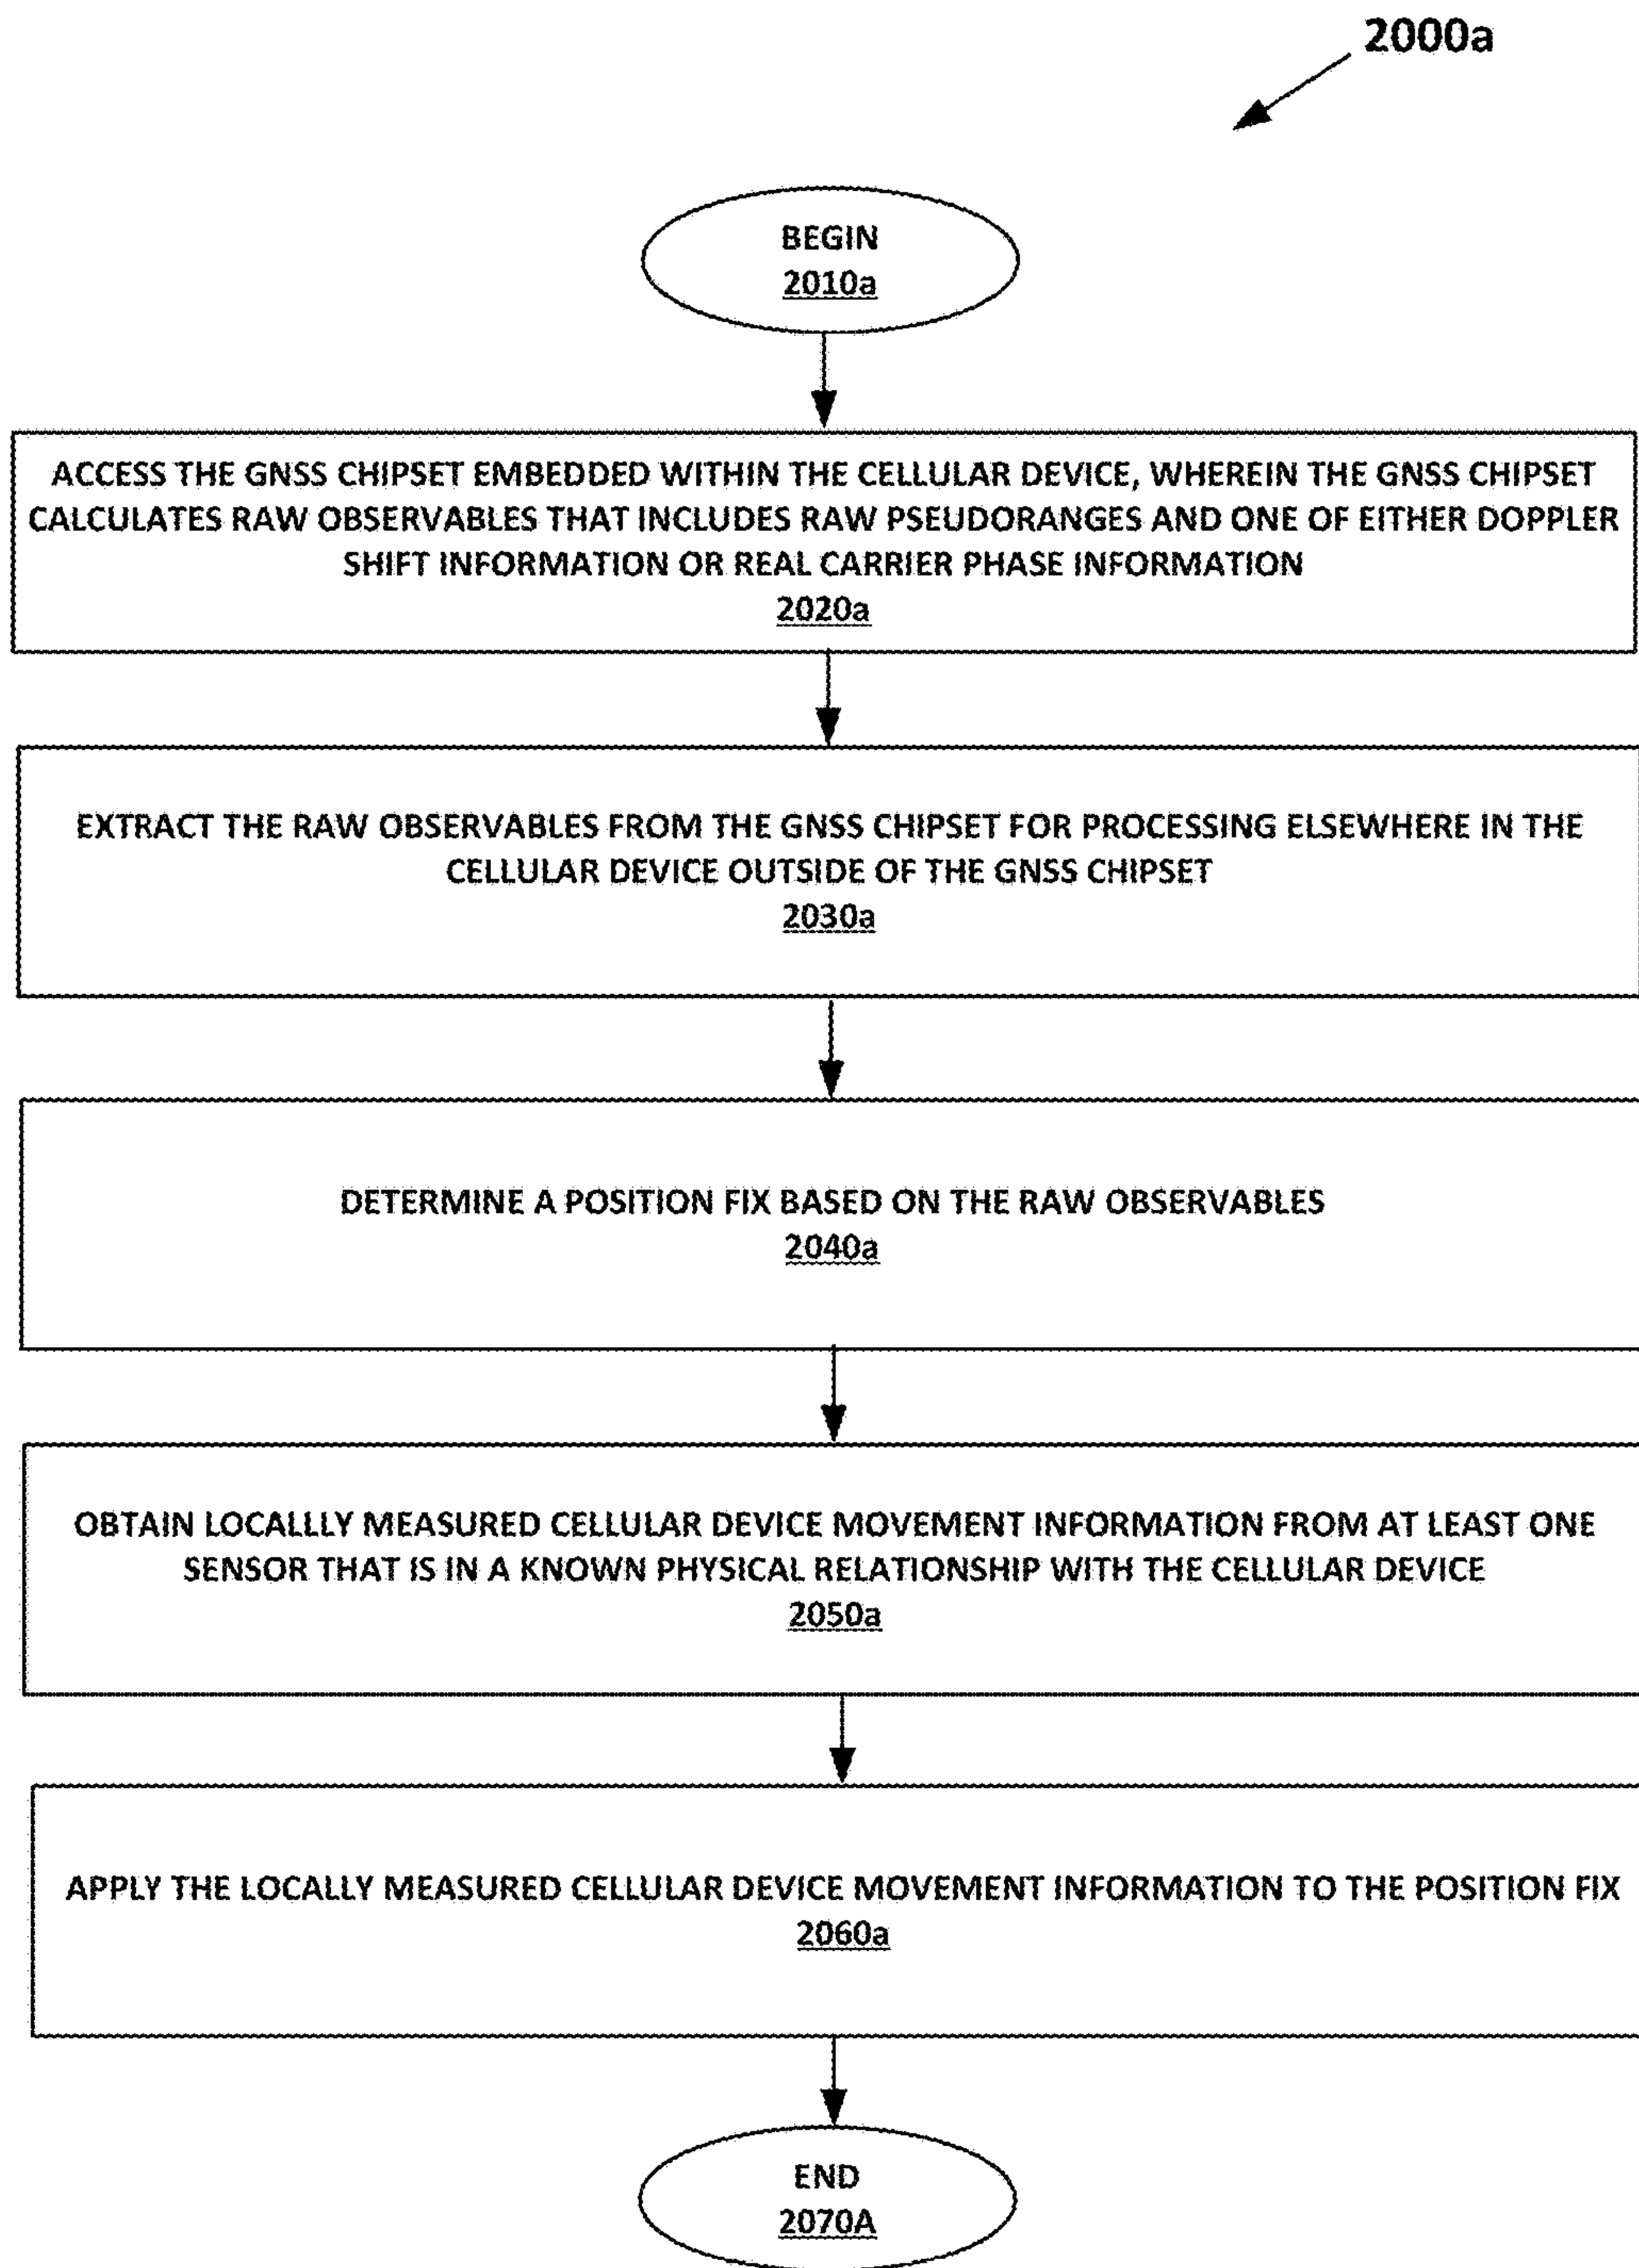 2000a
BEGIN
2010a
ACCESS THE GNSS CHIPSET EMBEDDED WITHIN THE CELLULAR DEVICE, WHEREIN THE GNSS CHIPSET
CALCULATES RAW OBSERVABLES THAT INCLUDES RAW PSEUDORANGES AND ONE OF EITHER DOPPLER
SHIFT INFORMATION OR REAL CARRIER PHASE INFORMATION
2020a
EXTRACT THE RAW OBSERVABLES FROM THE GNSS CHIPSET FOR PROCESSING ELSEWHERE IN THE
CELLULAR DEVICE OUTSIDE OF THE GNSS CHIPSET
2030a
DETERMINE A POSITION FIX BASED ON THE RAW OBSERVABLES
2040a
OBTAIN LOCALLLY MEASURED CELLULAR DEVICE MOVEMENT INFORMATION FROM AT LEAST ONE
SENSOR THAT IS IN A KNOWN PHYSICAL RELATIONSHIP WITH THE CELLULAR DEVICE
2050a
APPLY THE LOCALLY MEASURED CELLULAR DEVICE MOVEMENT INFORMATION TO THE POSITION FIX
2060a
END
2070A